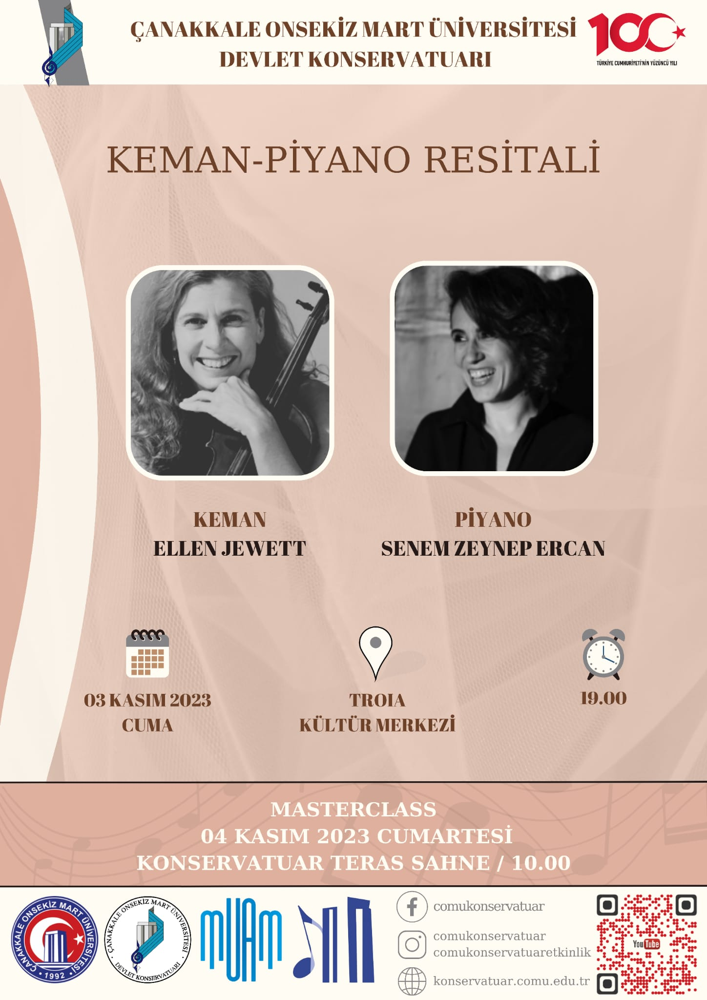 ÇANAKKALE ONSEKİZ MART ÜNİVERSİTESİ
DEVLET KONSERVATUARI
100
TÜRKİYE CUMHURİYETİ'NİN YÜZÜNCÜ YILI
KEMAN-PİYANO RESİTALİ
KEMAN
ELLEN JEWETT
PİYANO
SENEM ZEYNEP ERCAN
03 KASIM 2023
CUMA
TROIA
KÜLTÜR MERKEZİ
19.00
MASTERCLASS
04 KASIM 2023 CUMARTESİ
KONSERVATUAR TERAS SAHNE / 10.00
ÇANAKKALE ONSEKİZ MART ÜNİVERSİTESİ
• 1992 •
ÇANAKKALE ONSEKİZ MART ÜNİVERSİTESİ
DEVLET KONSERVATUARI
MUAM
comukonservatuar
comukonservatuar
comukonservatuaretkinlik
konservatuar.comu.edu.tr
YouTube